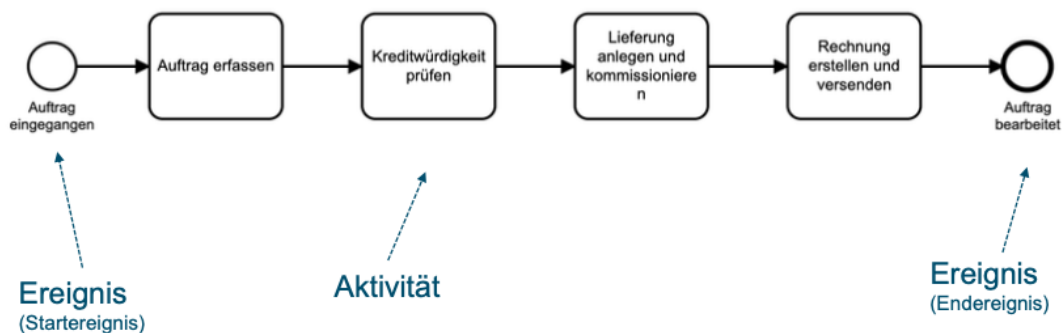 Auftrag
eingegangen
Auftrag erfassen
Kreditwürdigkeit
prüfen
Lieferung
anlegen und
kommissioniere
n
Rechnung
erstellen und
versenden
Auftrag
bearbeitet
Ereignis
(Startereignis)
Aktivität
Ereignis
(Endereignis)